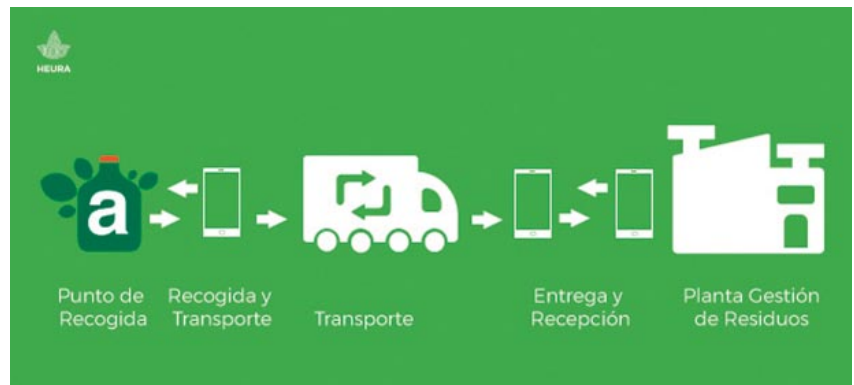 HEURA
a
Punto de
Recogida
Recogida y
Transporte
Transporte
Entrega y
Recepción
Planta Gestión
de Residuos